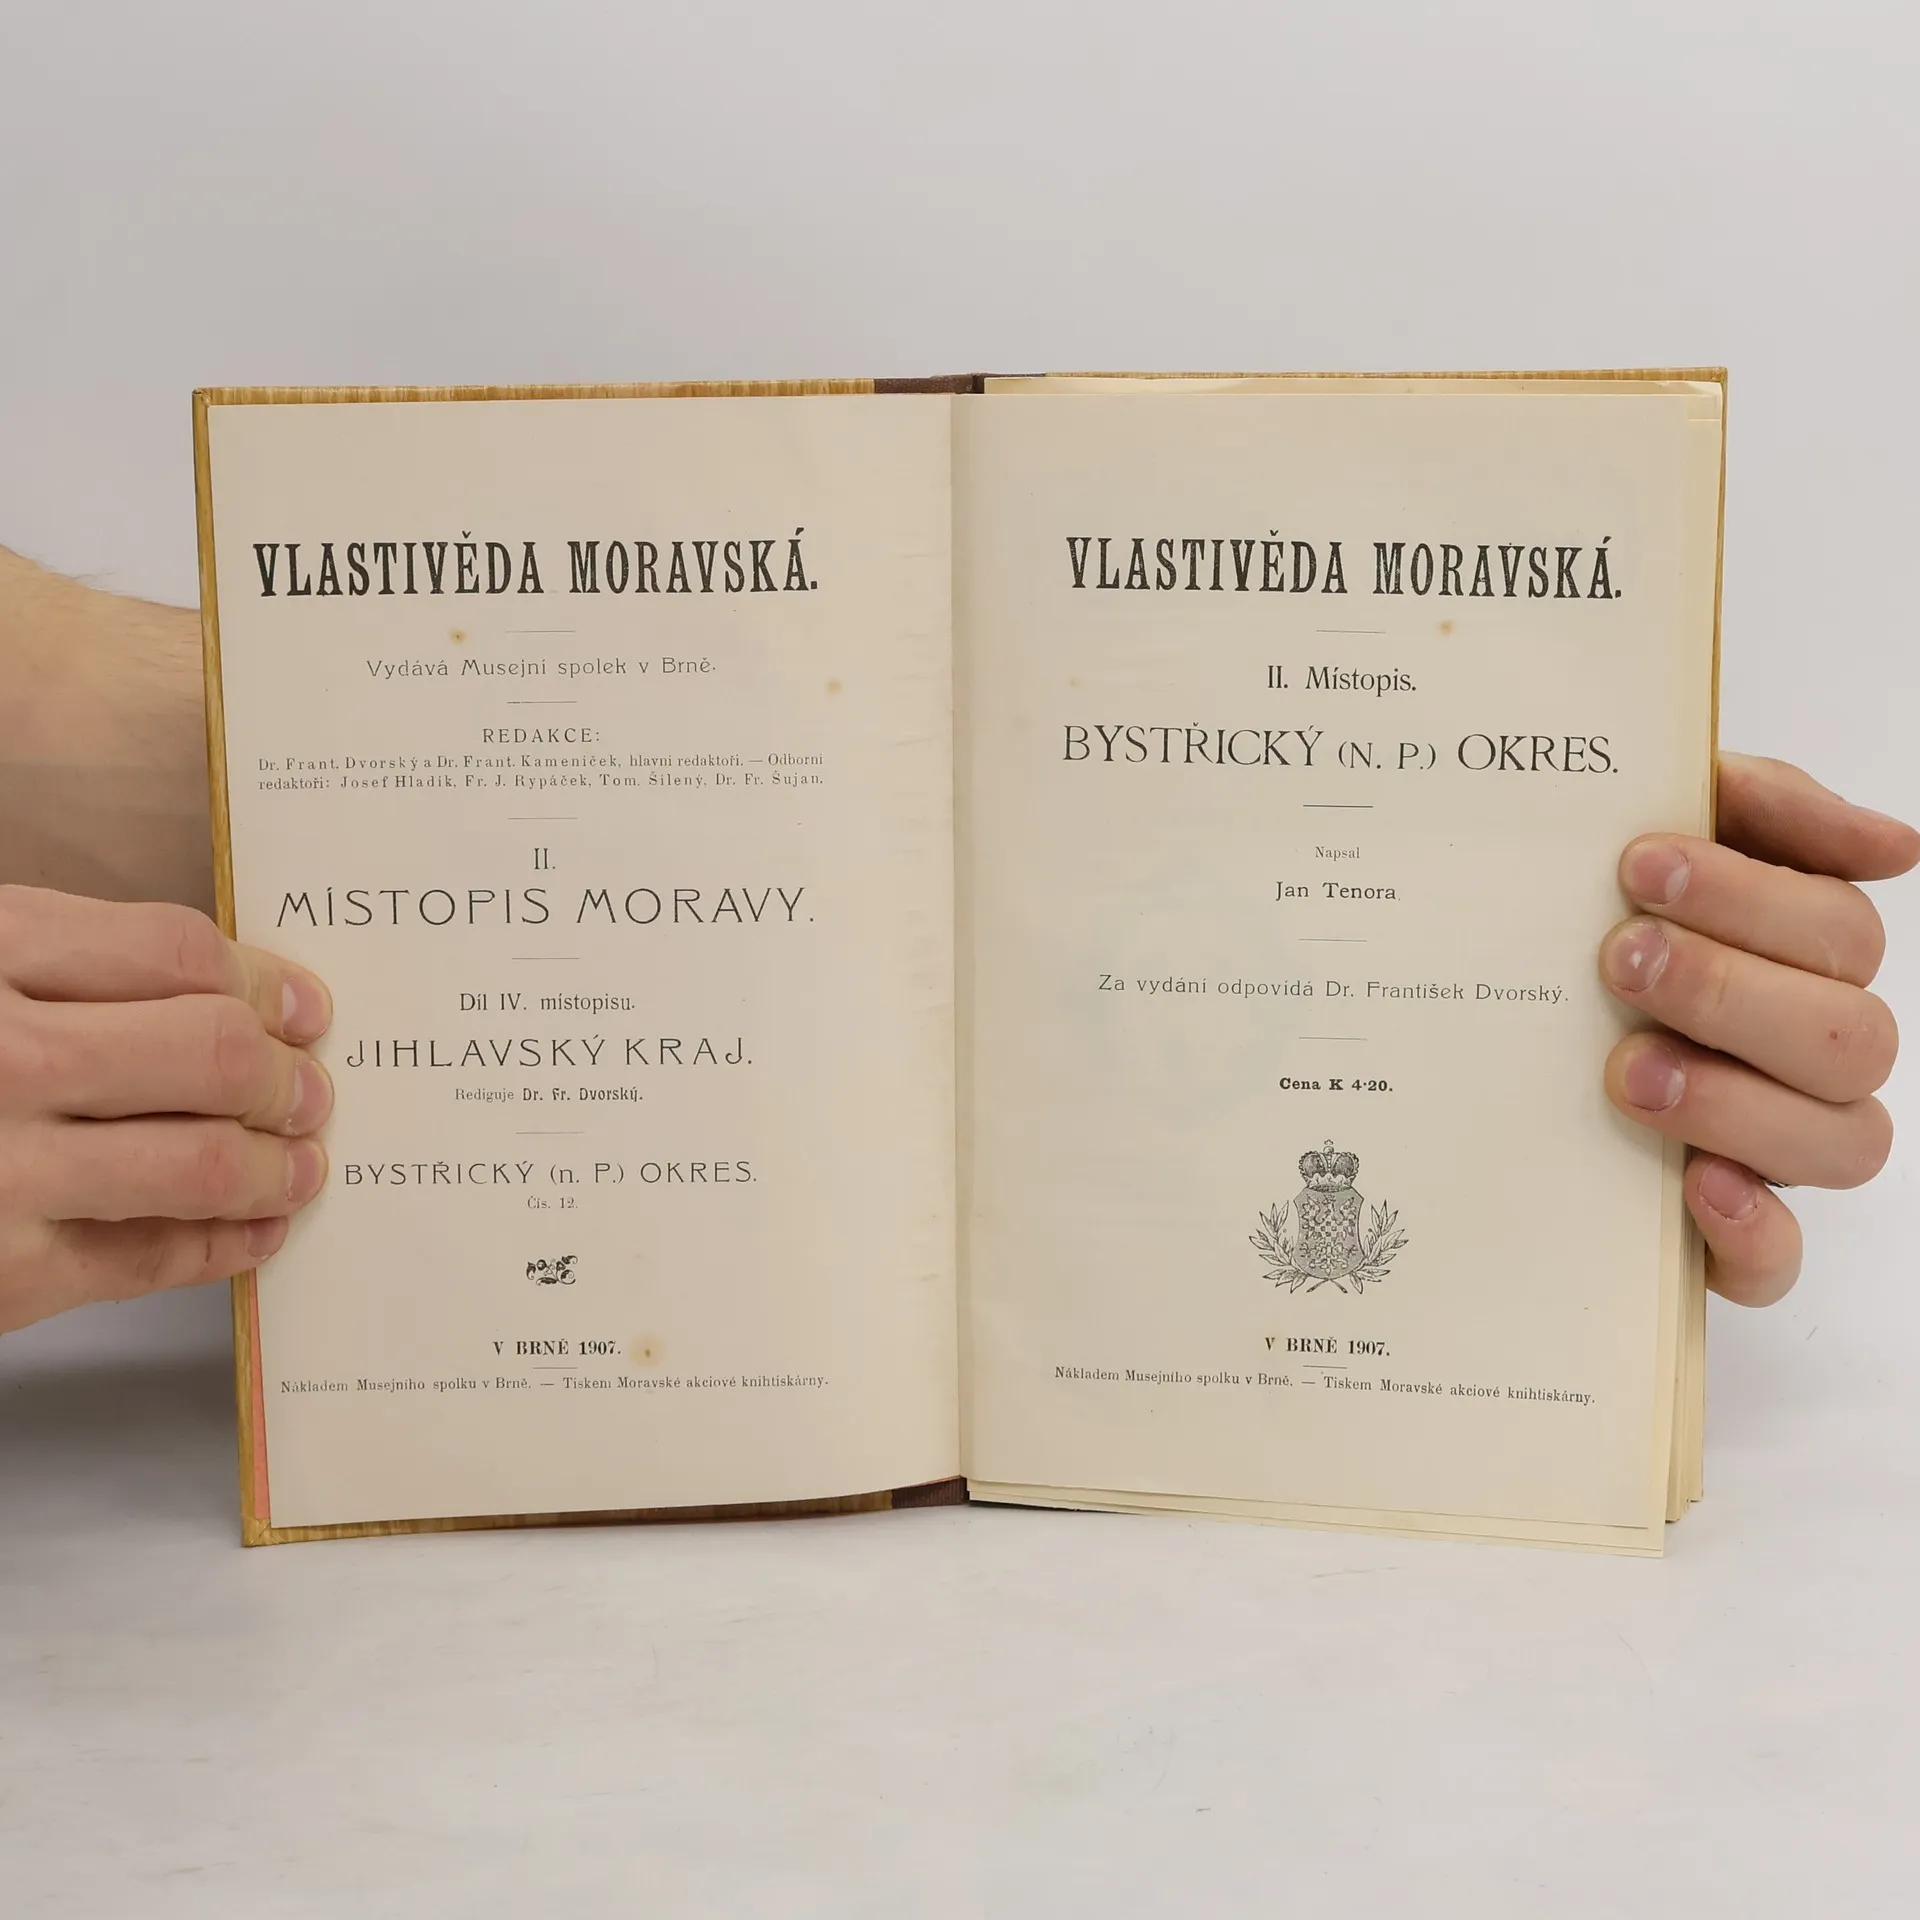 VLASTIVĚDA MORAVSKÁ.
Vydává Musejní spolek v Brně.
REDAKCE:
Dr. Frant. Dvorský a Dr. Frant. Kameníček, hlavní redaktoři. — Odborní
redaktoři: Josef Hladík, Fr. J. Rypáček, Tom. Šílený, Dr. Fr. Šujan.
II.
MÍSTOPIS MORAVY.
Díl IV. místopisu.
JIHLAVSKÝ KRAJ.
Rediguje Dr. Fr. Dvorský.
BYSTŘICKÝ (n. P.) OKRES.
Čís. 12.
V BRNĚ 1907.
Nákladem Musejního spolku v Brně. — Tiskem Moravské akciové knihtiskárny.
VLASTIVĚDA MORAVSKÁ.
II. Místopis.
BYSTŘICKÝ (N. P.) OKRES.
Napsal
Jan Tenora.
Za vydání odpovídá Dr. František Dvorský.
Cena K 4·20.
V BRNĚ 1907.
Nákladem Musejního spolku v Brně. — Tiskem Moravské akciové knihtiskárny.